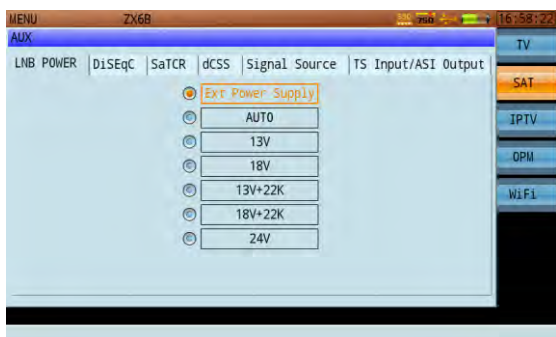 MENU ZX6B 750 16:58:22
AUX
TV
LNB POWER DiSEqC SaTCR dCSS Signal Source TS Input/ASI Output
SAT
Ext Power Supply
AUTO
IPTV
13V
18V
OPM
13V+22K
WiFi
18V+22K
24V